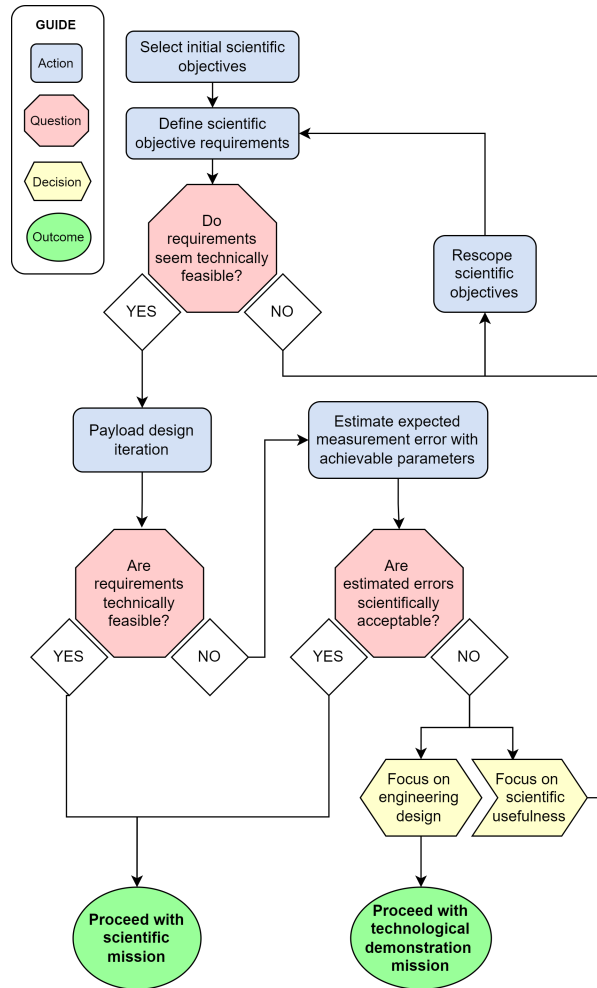 GUIDE
Action
Question
Decision
Outcome
Select initial scientific
objectives
Define scientific
objective requirements
Do
requirements
seem technically
feasible?
YES
NO
Rescope
scientific
objectives
Payload design
iteration
Estimate expected
measurement error with
achievable parameters
Are
requirements
technically
feasible?
YES
NO
Are
estimated errors
scientifically
acceptable?
YES
NO
Focus on
engineering
design
Focus on
scientific
usefulness
Proceed with
scientific
mission
Proceed with
technological
demonstration
mission